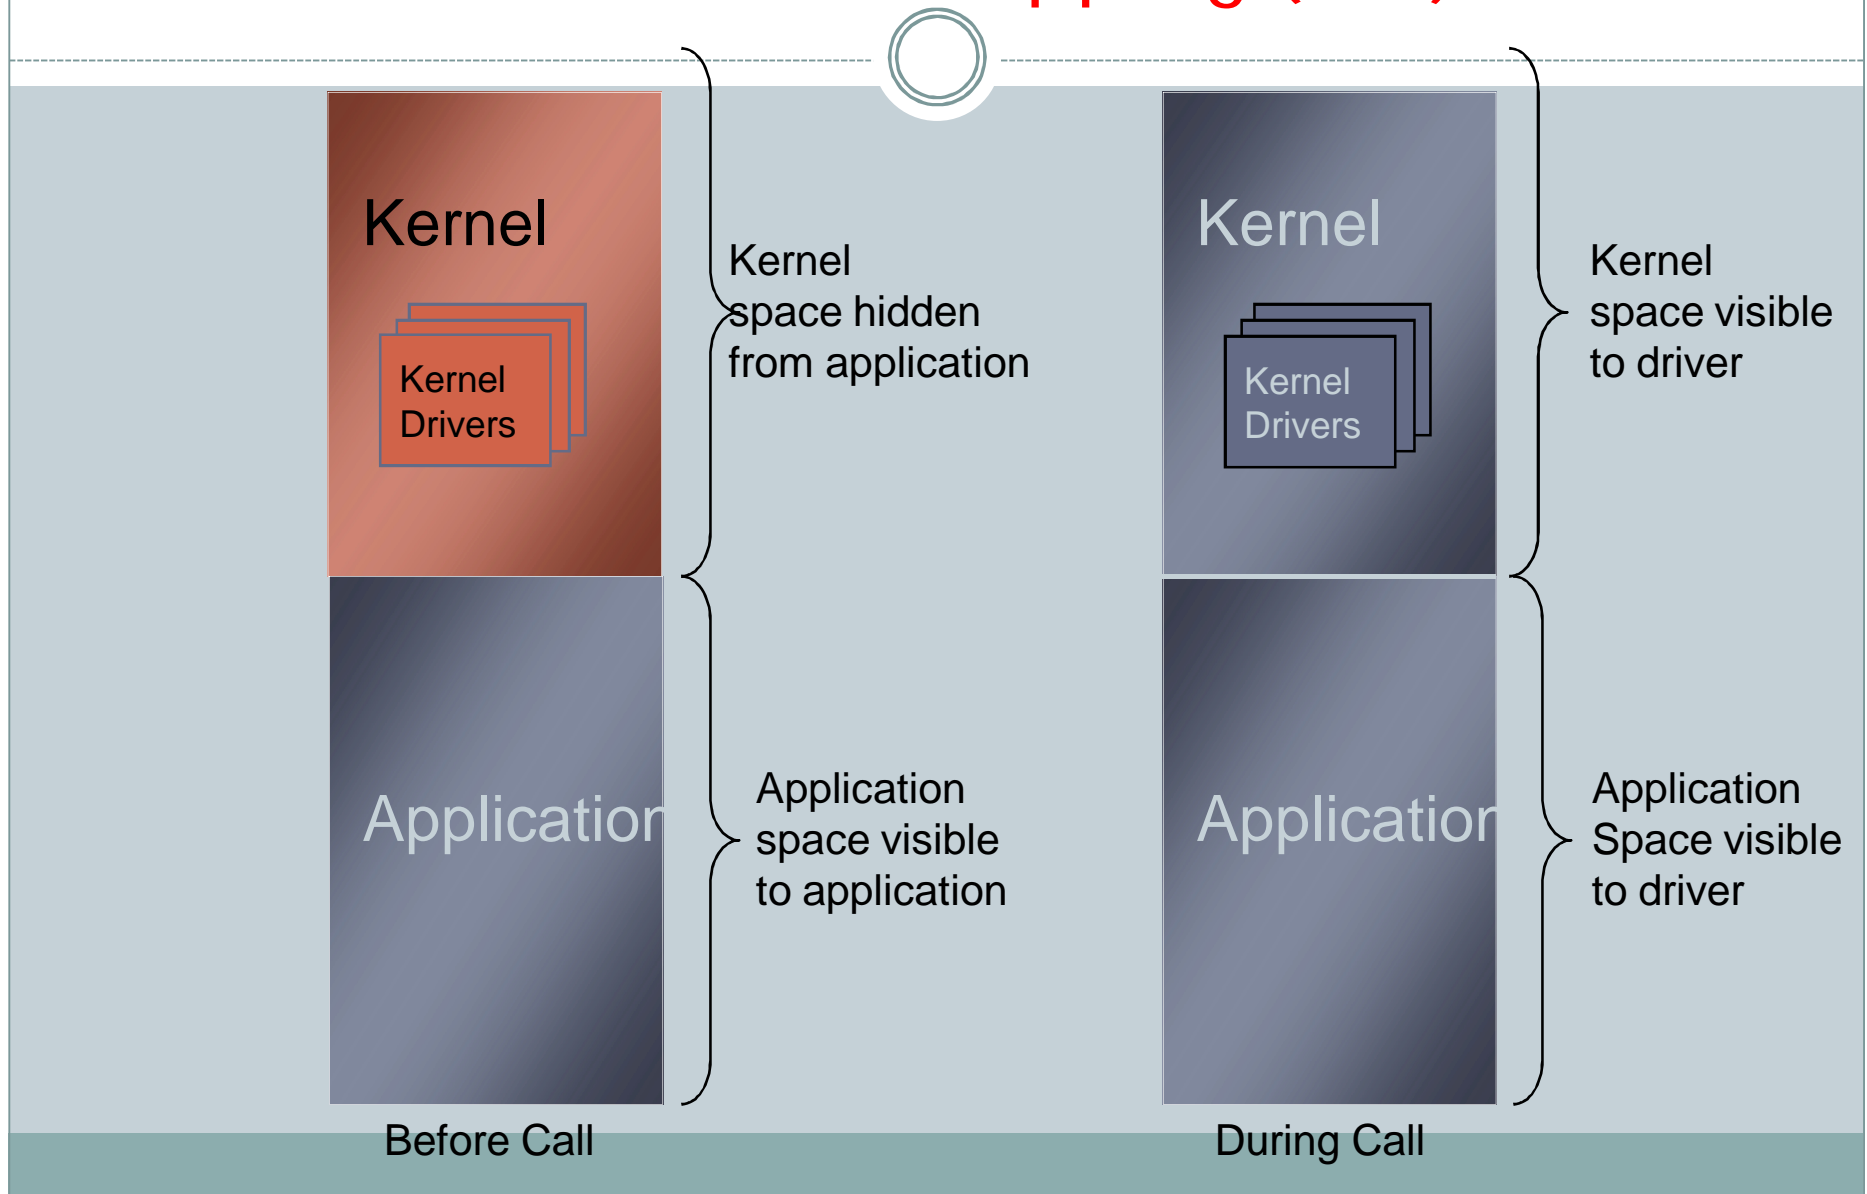 Kernel
Kernel
Drivers
Kernel
space hidden
from application
Application
Application
space visible
to application
Before Call
Kernel
Kernel
Drivers
Kernel
space visible
to driver
Application
Application
Space visible
to driver
During Call